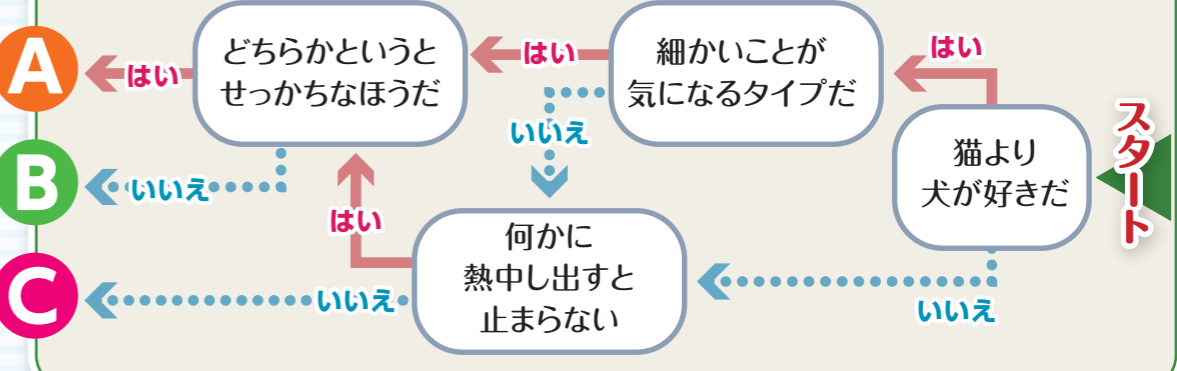 スタート
猫より
犬が好きだ
はい
いいえ
細かいことが
気になるタイプだ
はい
いいえ
どちらかというと
せっかちなほうだ
はい
いいえ
何かに
熱中し出すと
止まらない
はい
いいえ
A
B
C